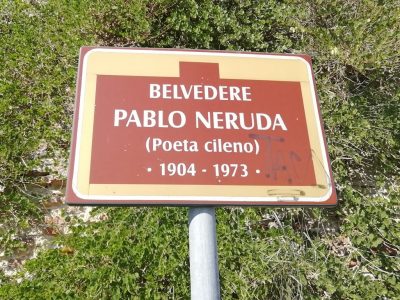 BELVEDERE
PABLO NERUDA
(Poeta cileno)
• 1904 - 1973 •